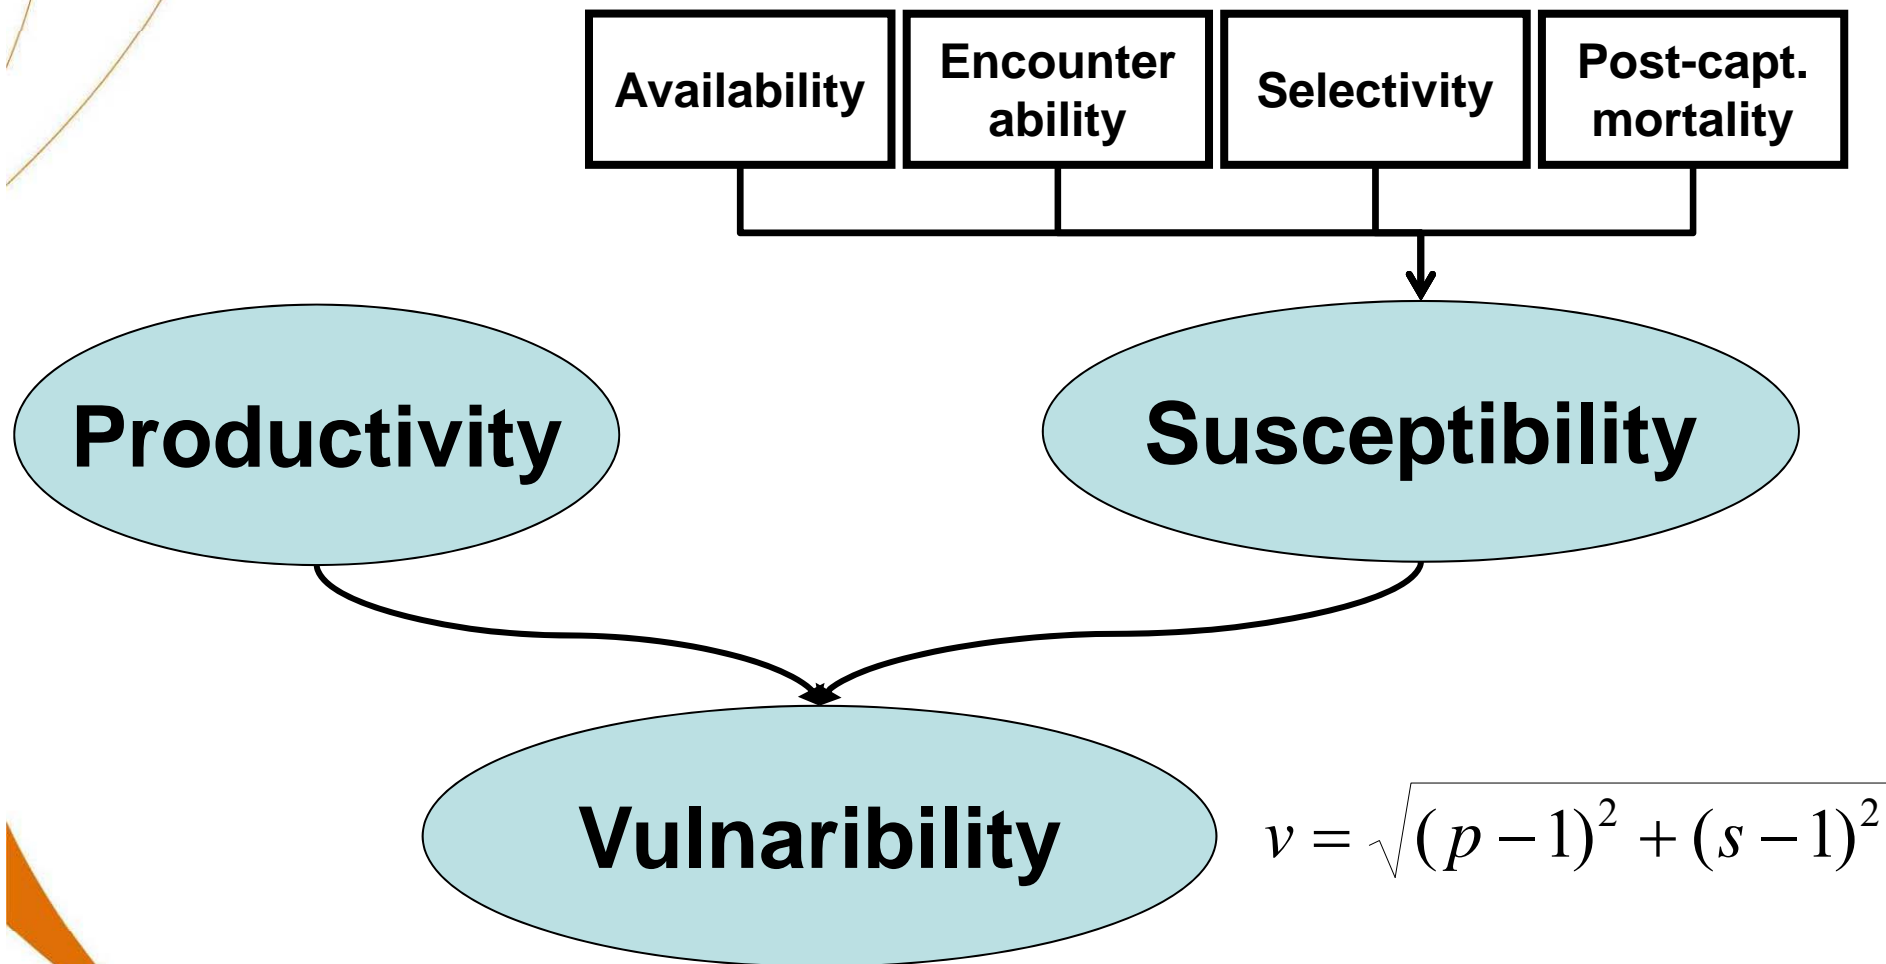 Availability
Encounter
ability
Selectivity
Post-capt.
mortality
Productivity
Susceptibility
Vulnaribility
v = √(p − 1)² + (s − 1)²